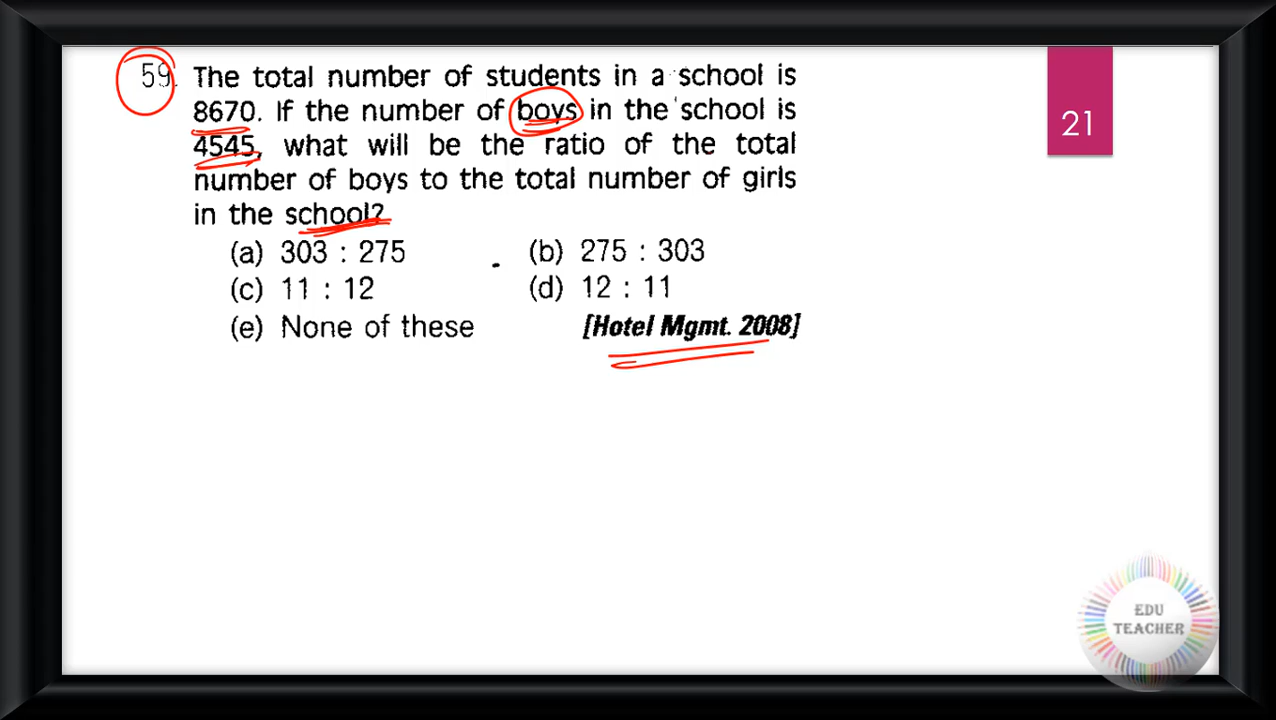 59. The total number of students in a school is
21
8670. If the number of boys in the school is
4545, what will be the ratio of the total
number of boys to the total number of girls
in the school?
(a) 303 : 275 (b) 275 : 303
(c) 11 : 12 (d) 12 : 11
(e) None of these [Hotel Mgmt. 2008]
EDU
TEACHER